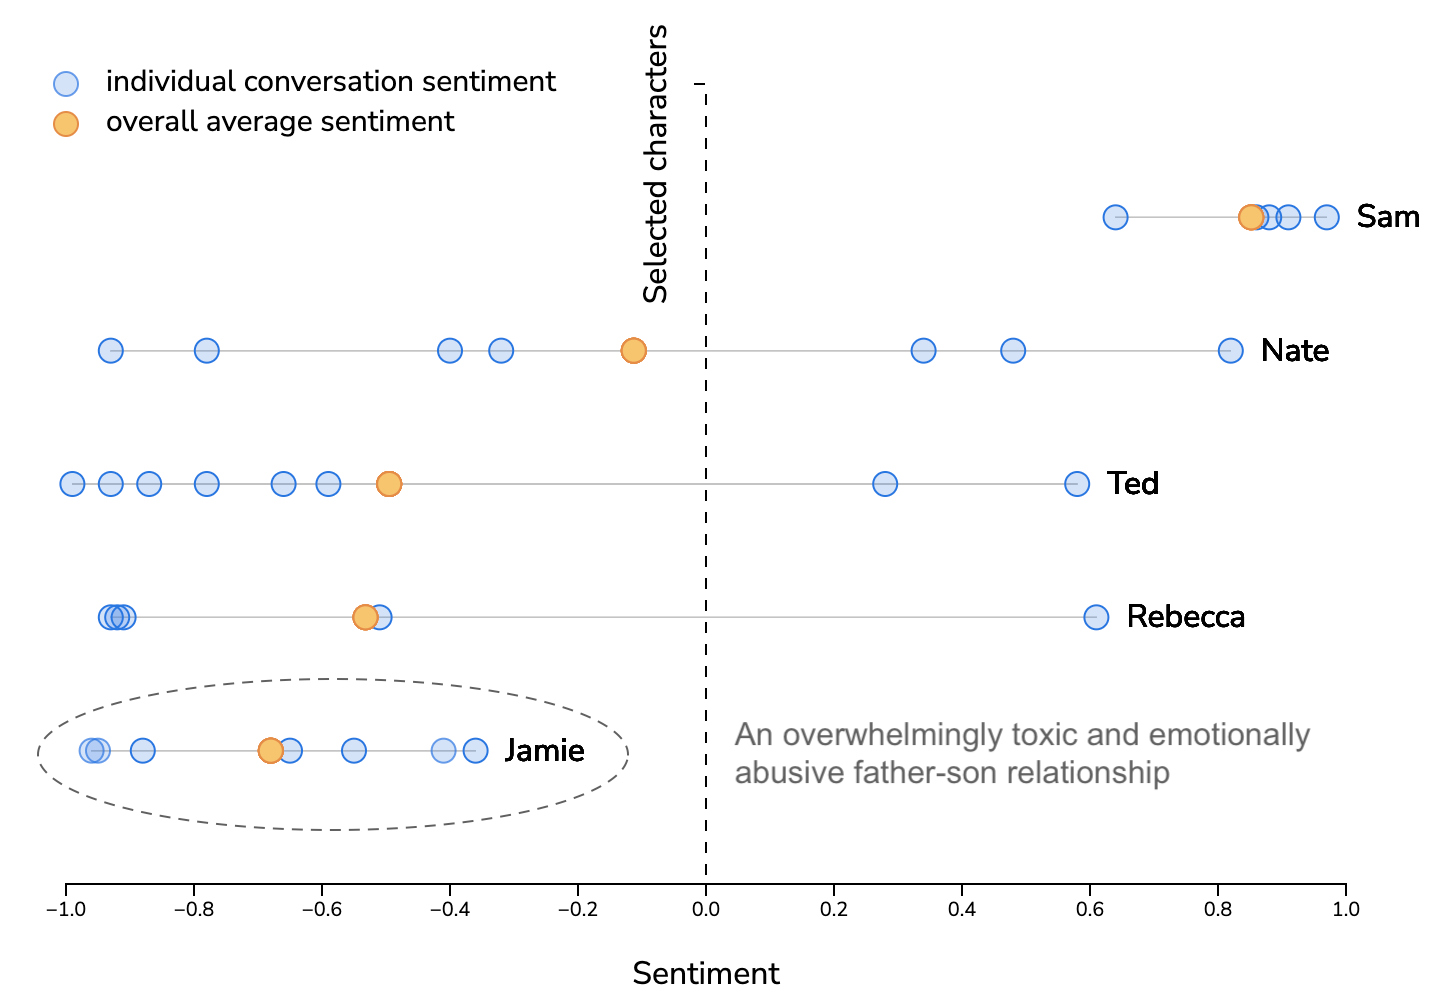 individual conversation sentiment
overall average sentiment
Selected characters
Sam
Nate
Ted
Rebecca
Jamie
An overwhelmingly toxic and emotionally
abusive father-son relationship
−1.0 −0.8 −0.6 −0.4 −0.2 0.0 0.2 0.4 0.6 0.8 1.0
Sentiment